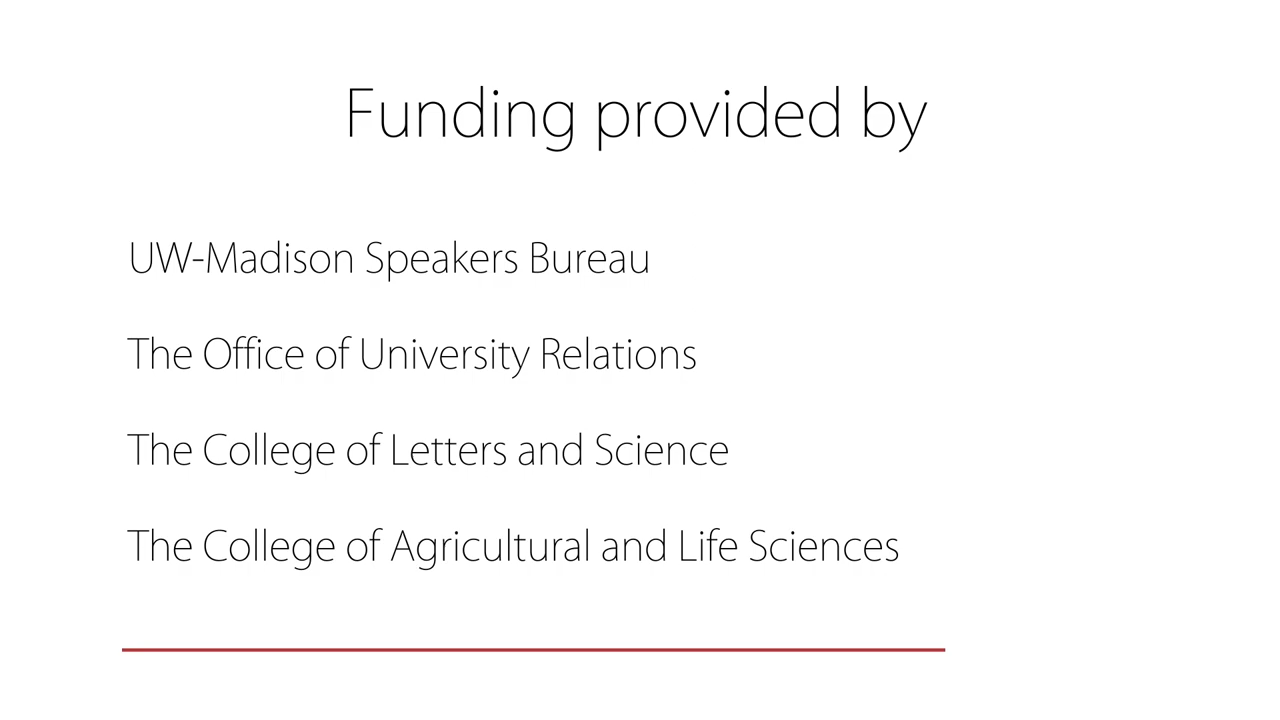 Funding provided by
UW-Madison Speakers Bureau
The Office of University Relations
The College of Letters and Science
The College of Agricultural and Life Sciences